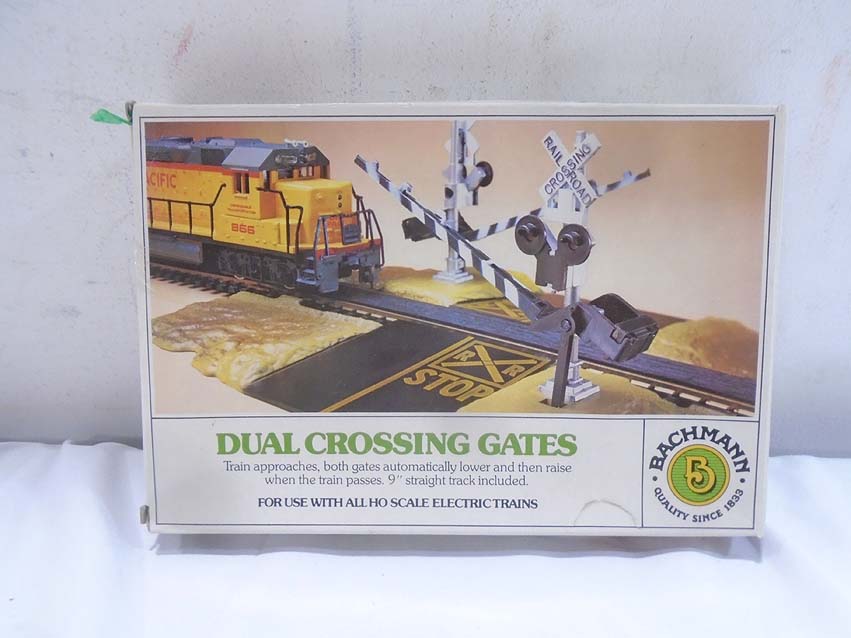 PACIFIC
866
RAILROAD
CROSSING
R R
STOP
DUAL CROSSING GATES
Train approaches, both gates automatically lower and then raise
when the train passes. 9" straight track included.
FOR USE WITH ALL HO SCALE ELECTRIC TRAINS
BACHMANN
B
QUALITY SINCE 1833